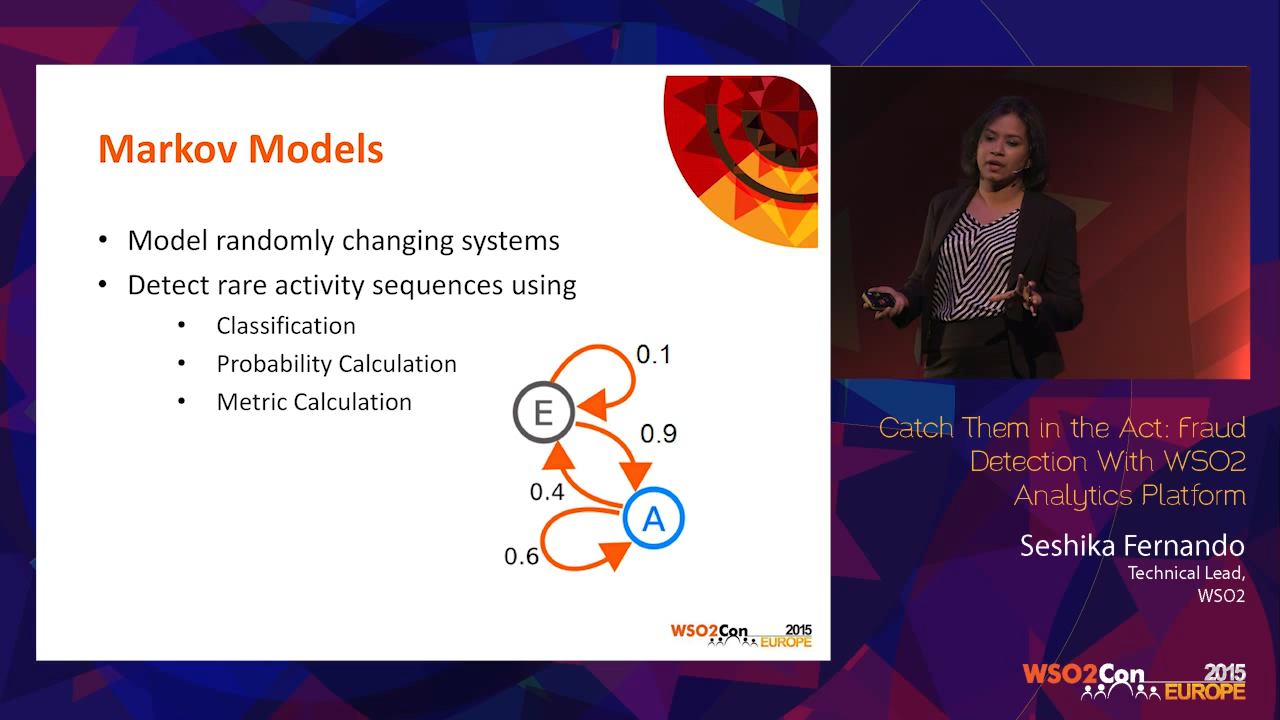 Markov Models
• Model randomly changing systems
• Detect rare activity sequences using
• Classification
• Probability Calculation
• Metric Calculation
0.1
E
0.9
0.4
A
0.6
WSO2Con 2015
EUROPE
Catch Them in the Act: Fraud
Detection With WSO2
Analytics Platform
Seshika Fernando
Technical Lead,
WSO2
WSO2Con 2015
EUROPE